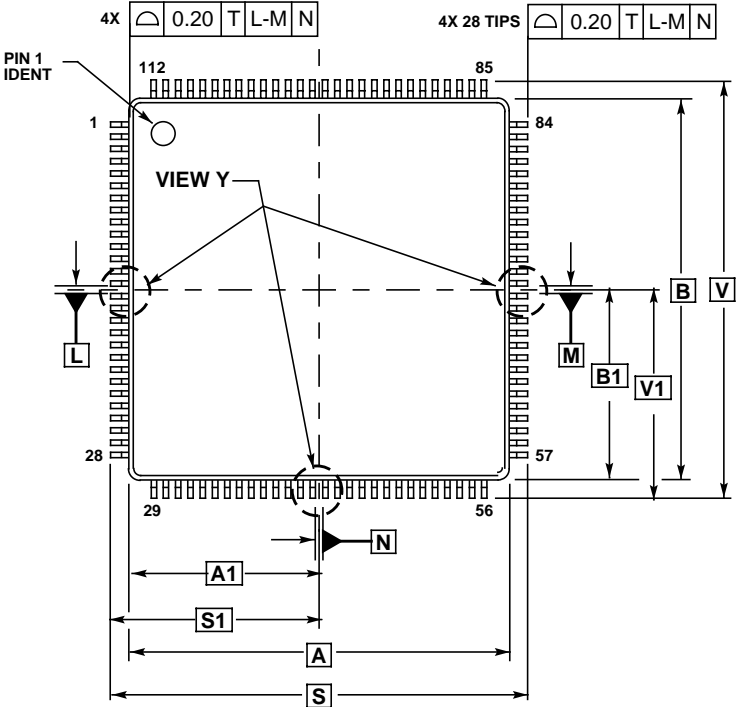 4X ⌓ 0.20 T L-M N
4X 28 TIPS ⌓ 0.20 T L-M N
PIN 1
IDENT
112
85
1
84
VIEW Y
B
V
L
M
B1
V1
28
57
29
56
N
A1
S1
A
S